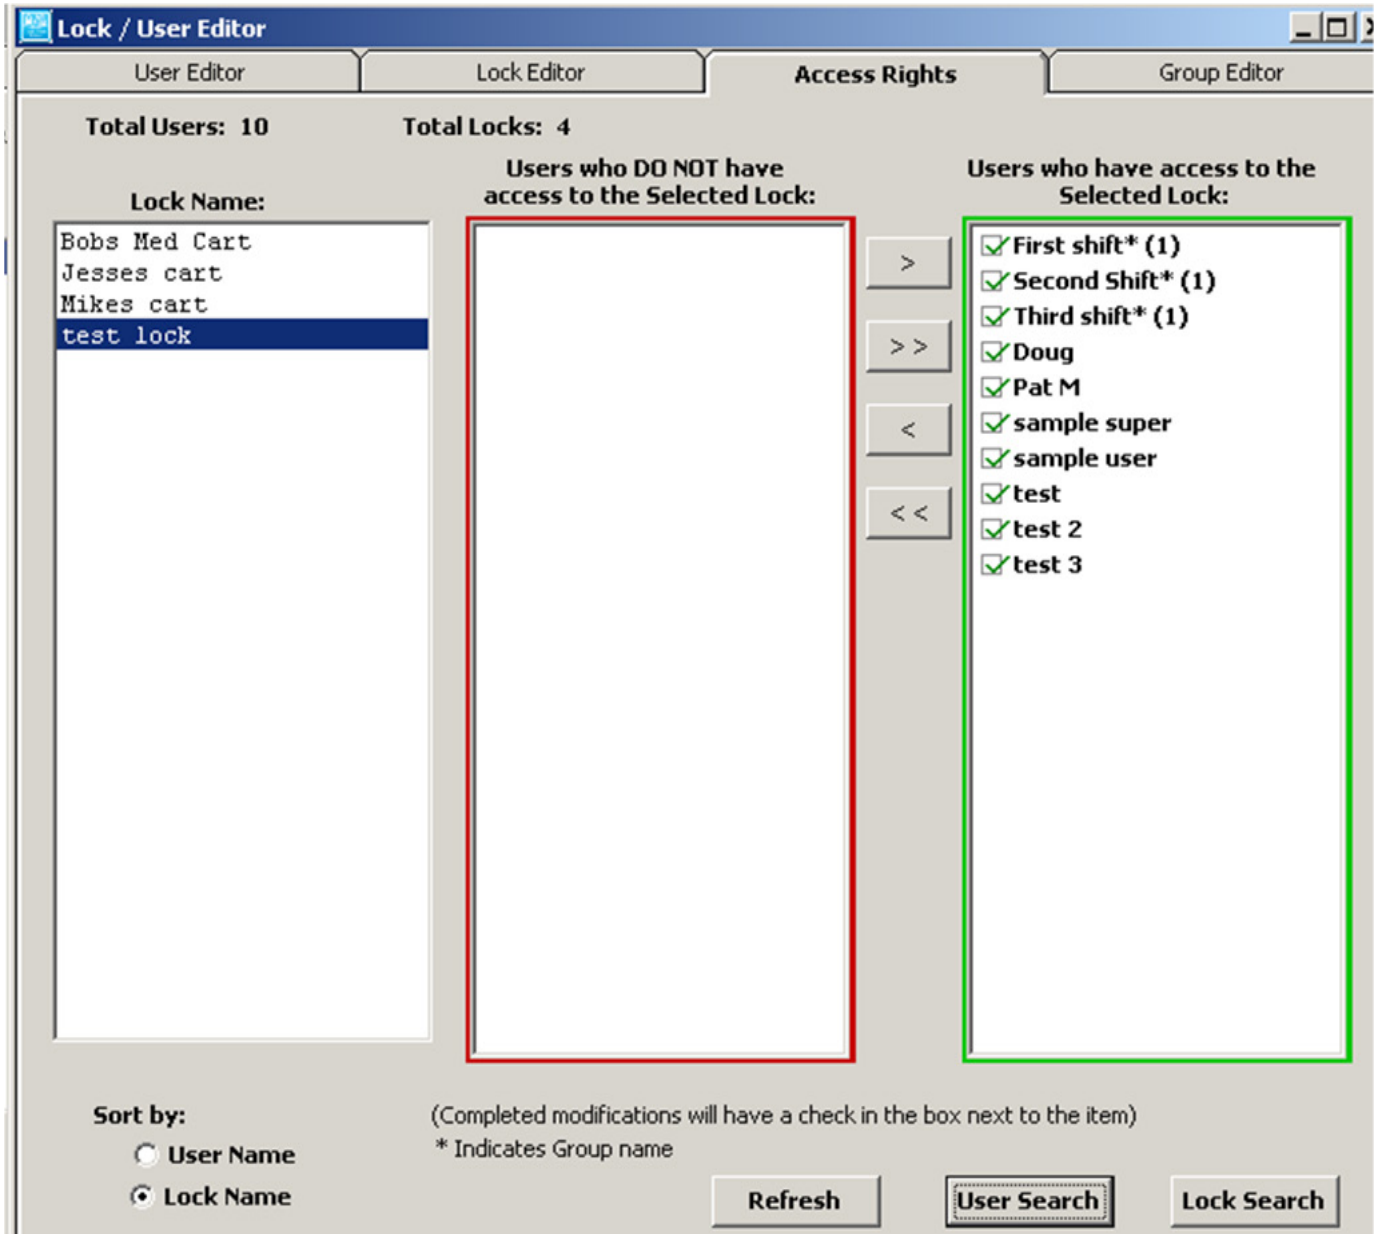 Lock / User Editor
User Editor
Lock Editor
Access Rights
Group Editor
Total Users: 10
Total Locks: 4
Lock Name:
Bobs Med Cart
Jesses cart
Mikes cart
test lock
Users who DO NOT have
access to the Selected Lock:
>
>>
<
<<
Users who have access to the
Selected Lock:
First shift* (1)
Second Shift* (1)
Third shift* (1)
Doug
Pat M
sample super
sample user
test
test 2
test 3
Sort by:
User Name
Lock Name
(Completed modifications will have a check in the box next to the item)
* Indicates Group name
Refresh
User Search
Lock Search